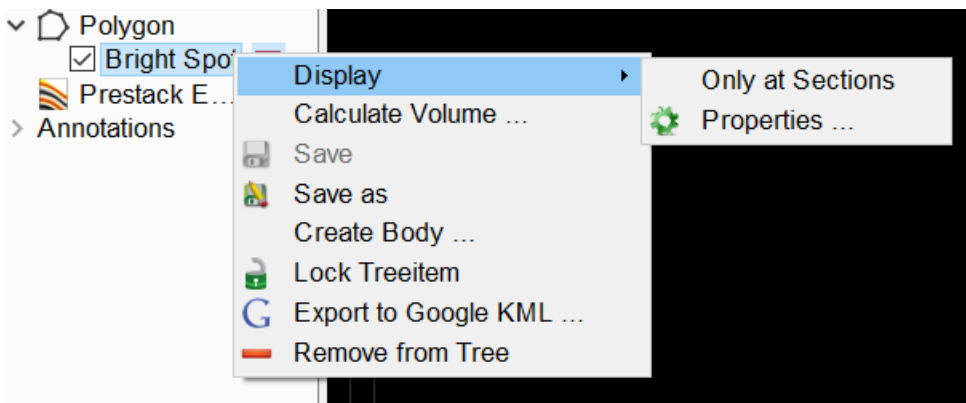 Polygon
Bright Spot
Prestack E...
Annotations
Display
Calculate Volume ...
Save
Save as
Create Body ...
Lock Treeitem
Export to Google KML ...
Remove from Tree
Only at Sections
Properties ...